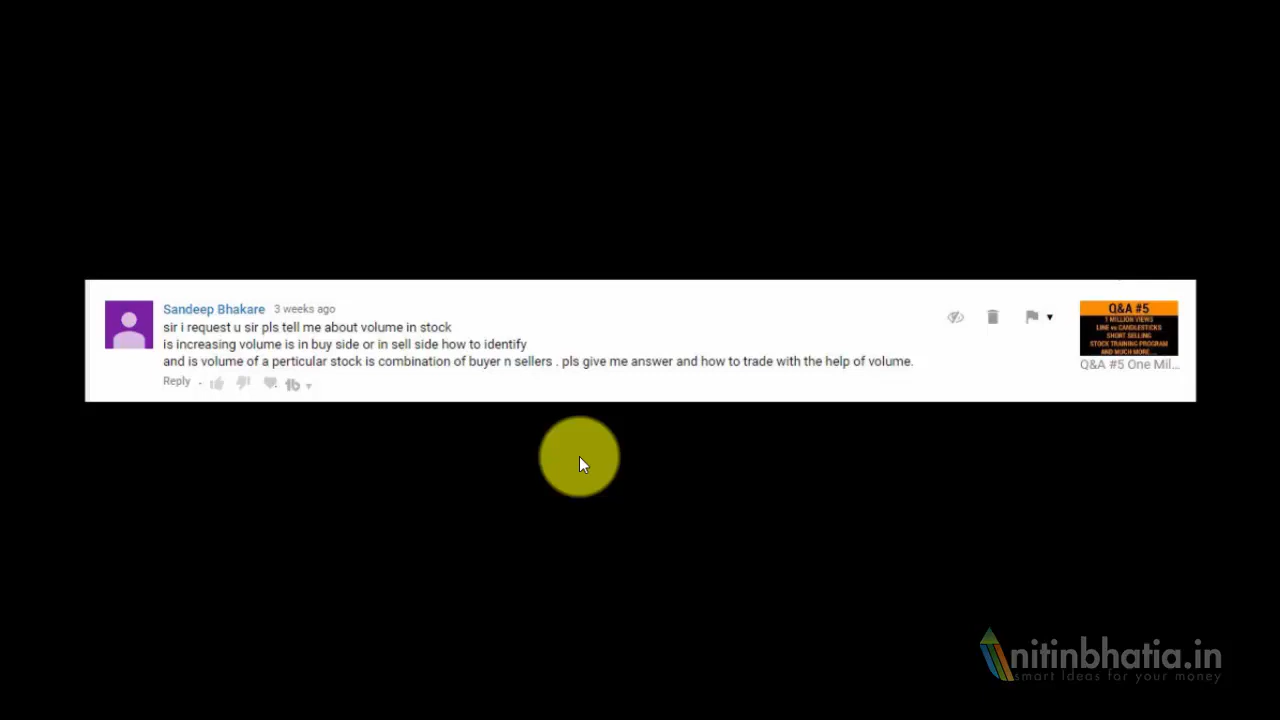 Sandeep Bhakare 3 weeks ago
sir i request u sir pls tell me about volume in stock
is increasing volume is in buy side or in sell side how to identify
and is volume of a perticular stock is combination of buyer n sellers . pls give me answer and how to trade with the help of volume.
Reply
Q&A #5
1 MILLION VIEWS
LINE vs CANDLESTICKS
SHORT SELLING
STOCK TRAINING PROGRAM
AND MUCH MORE ...
Q&A #5 One Mil...
nitinbhatia.in
smart ideas for your money